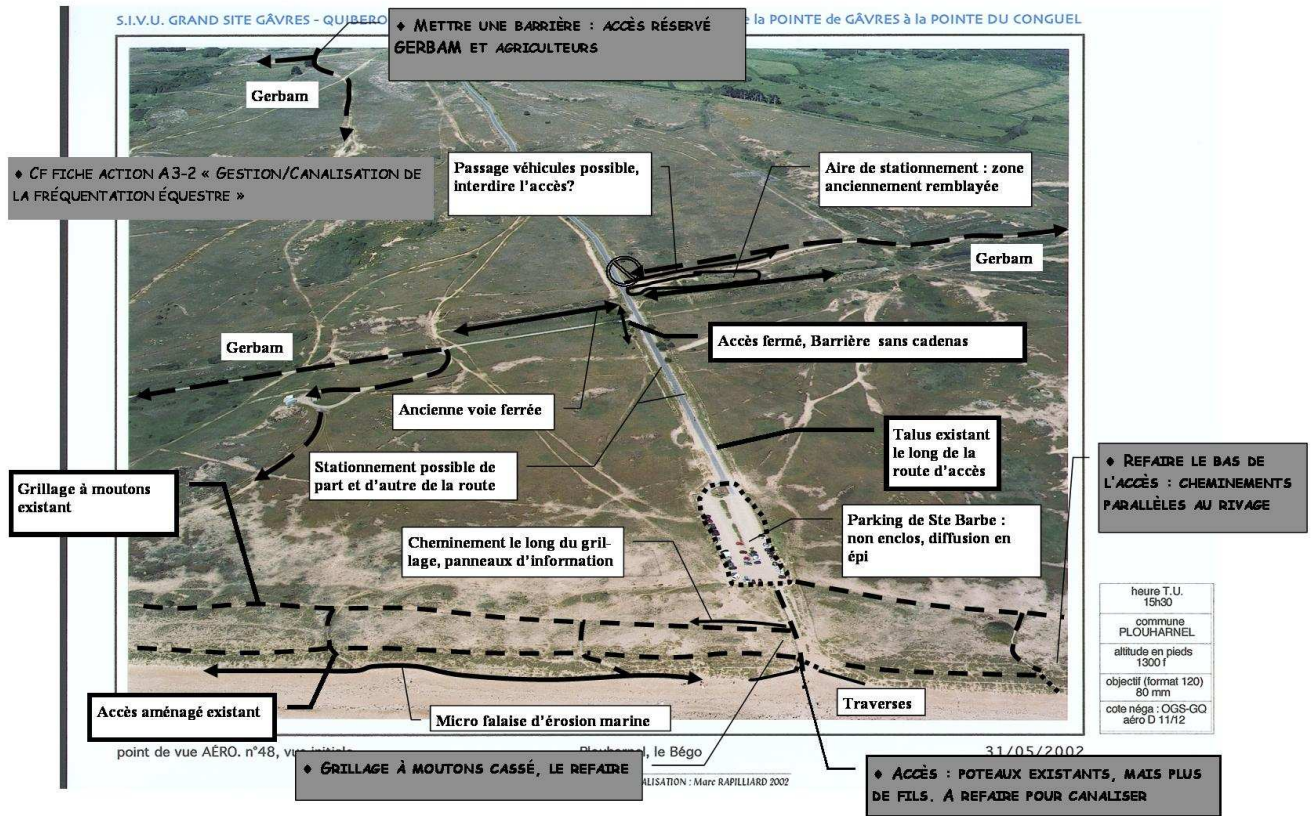 S.I.V.U. GRAND SITE GÂVRES - QUIBERO
la POINTE de GÂVRES à la POINTE DU CONGUEL
♦ METTRE UNE BARRIÈRE : ACCÈS RÉSERVÉ
GERBAM ET AGRICULTEURS
Gerbam
♦ CF FICHE ACTION A3-2 « GESTION/CANALISATION DE
LA FRÉQUENTATION ÉQUESTRE »
Passage véhicules possible,
interdire l'accès?
Aire de stationnement : zone
anciennement remblayée
Gerbam
Gerbam
Accès fermé, Barrière sans cadenas
Ancienne voie ferrée
Talus existant
le long de la
route d'accès
Stationnement possible de
part et d'autre de la route
♦ REFAIRE LE BAS DE
L'ACCÈS : CHEMINEMENTS
PARALLÈLES AU RIVAGE
Grillage à moutons
existant
Parking de Ste Barbe :
non enclos, diffusion en
épi
Cheminement le long du gril-
lage, panneaux d'information
heure T.U.
15h30
commune
PLOUHARNEL
altitude en pieds
1300 f
objectif (format 120)
80 mm
cote néga : OGS-GQ
aéro D 11/12
Accès aménagé existant
Micro falaise d'érosion marine
Traverses
point de vue AÉRO. n°48, vue initiale
Plouharnel, le Bégo
31/05/2002
♦ GRILLAGE À MOUTONS CASSÉ, LE REFAIRE
ALISATION : Marc RAPILLIARD 2002
♦ ACCÈS : POTEAUX EXISTANTS, MAIS PLUS
DE FILS. A REFAIRE POUR CANALISER